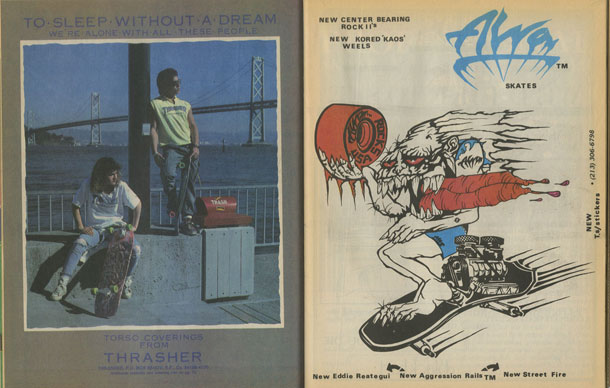 TO·SLEEP·WITHOUT·A·DREAM
WE'RE·ALONE·WITH·ALL·THESE·PEOPLE
TORSO COVERINGS
FROM
THRASHER
NEW CENTER BEARING
ROCK II's
NEW KORED 'KAOS'
WEELS
Alva
TM
SKATES
NEW
T.s/stickers • (213) 306-6798
New Eddie Reategui
New Aggression Rails TM
New Street Fire